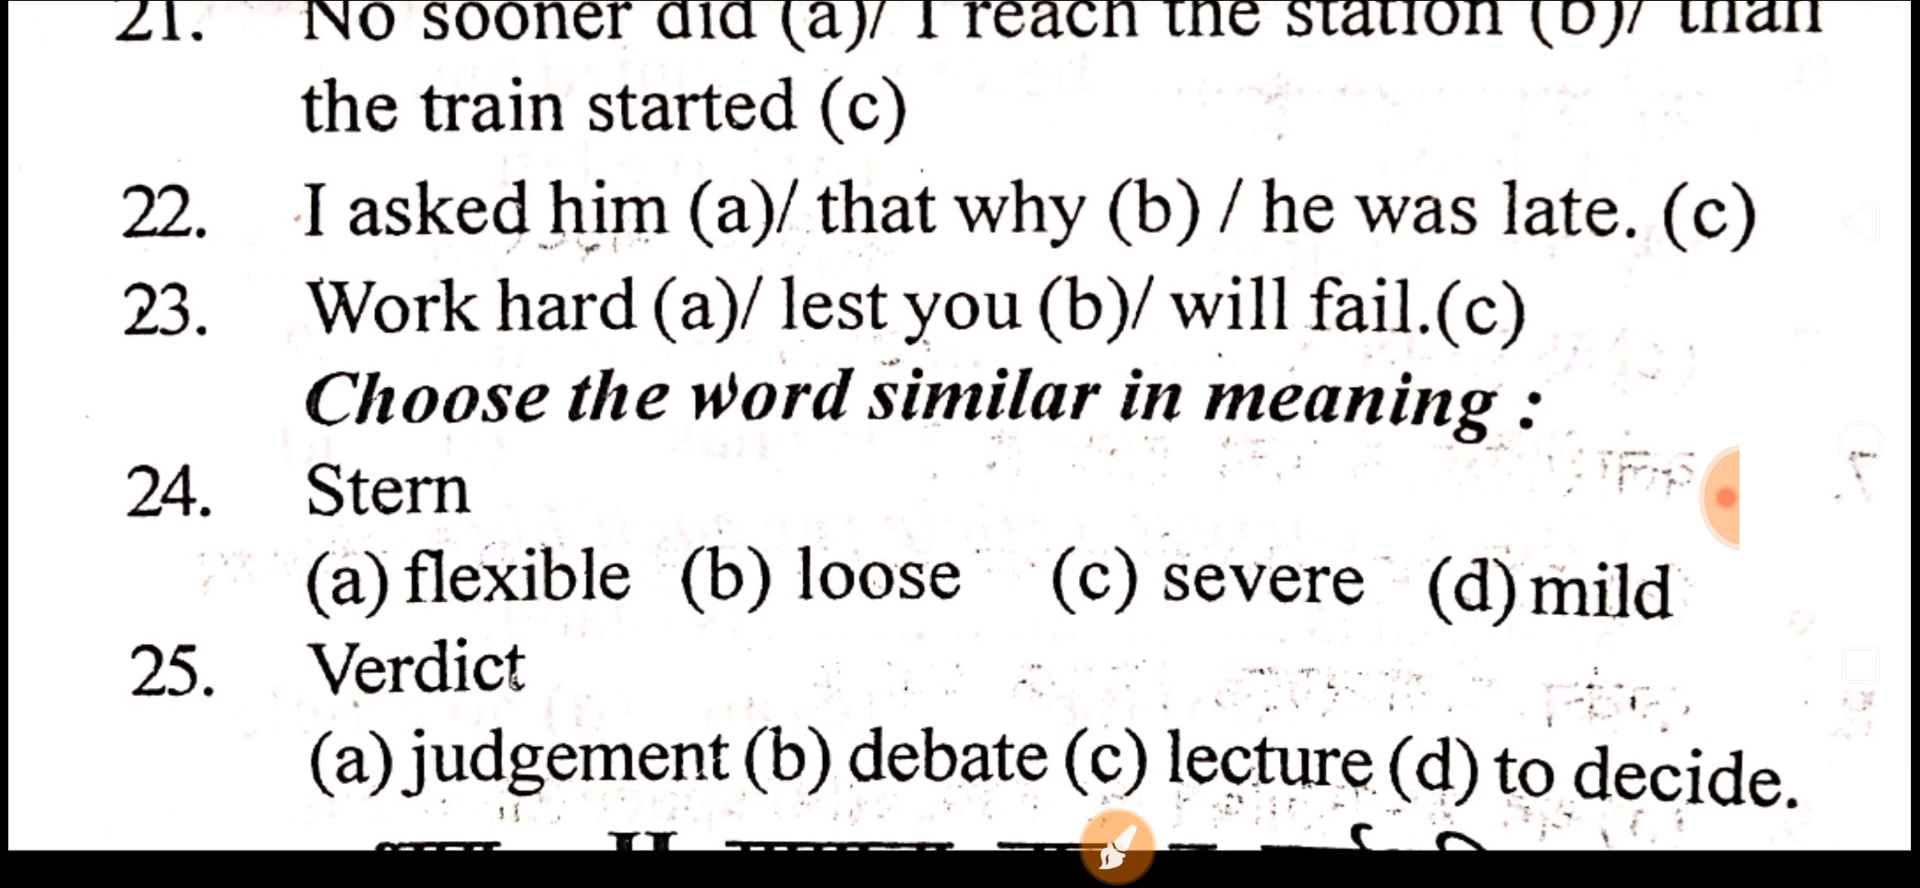 21. No sooner did (a)/ I reach the station (b)/ than
the train started (c)
22. I asked him (a)/ that why (b) / he was late. (c)
23. Work hard (a)/ lest you (b)/ will fail.(c)
Choose the word similar in meaning :
24. Stern
(a) flexible (b) loose (c) severe (d) mild
25. Verdict
(a) judgement (b) debate (c) lecture (d) to decide.